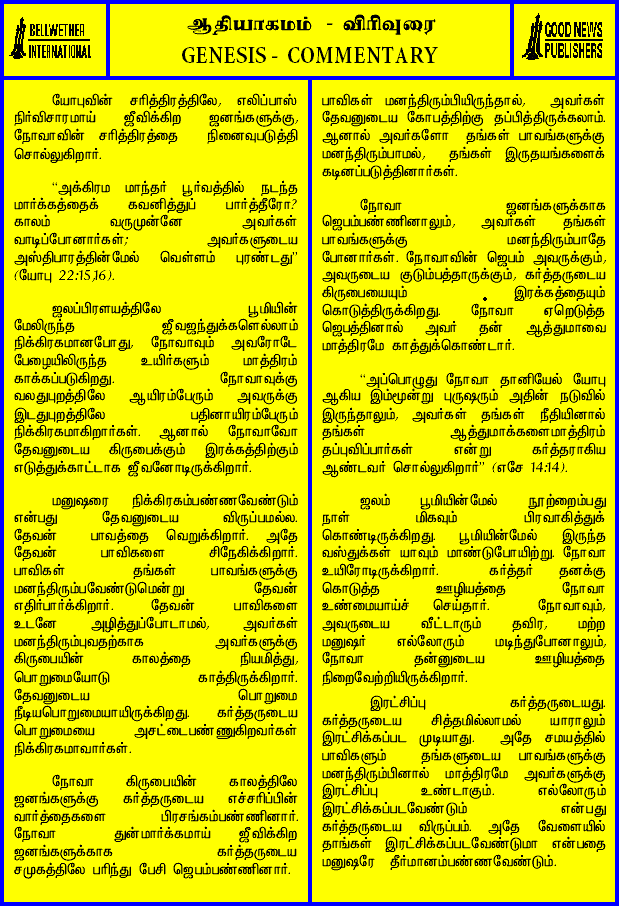 BELLWETHER
INTERNATIONAL
ஆதியாகமம் - விரிவுரை
GENESIS - COMMENTARY
GOOD NEWS
PUBLISHERS
யோபுவின் சரித்திரத்திலே, எலிப்பாஸ்
நிர்விசாரமாய் ஜீவிக்கிற ஜனங்களுக்கு,
நோவாவின் சரித்திரத்தை நினைவுபடுத்தி
சொல்லுகிறார்.
“அக்கிரம மாந்தர் பூர்வத்தில் நடந்த
மார்க்கத்தைக் கவனித்துப் பார்த்தீரோ?
காலம் வருமுன்னே அவர்கள்
வாடிப்போனார்கள்; அவர்களுடைய
அஸ்திபாரத்தின்மேல் வெள்ளம் புரண்டது”
(யோபு 22:15,16).
ஜலப்பிரளயத்திலே பூமியின்
மேலிருந்த ஜீவஜந்துக்களெல்லாம்
நிக்கிரகமானபோது, நோவாவும் அவரோடே
பேழையிலிருந்த உயிர்களும் மாத்திரம்
காக்கப்படுகிறது. நோவாவுக்கு
வலதுபுறத்திலே ஆயிரம்பேரும் அவருக்கு
இடதுபுறத்திலே பதினாயிரம்பேரும்
நிக்கிரகமாகிறார்கள். ஆனால் நோவாவோ
தேவனுடைய கிருபைக்கும் இரக்கத்திற்கும்
எடுத்துக்காட்டாக ஜீவனோடிருக்கிறார்.
மனுஷரை நிக்கிரகம்பண்ணவேண்டும்
என்பது தேவனுடைய விருப்பமல்ல.
தேவன் பாவத்தை வெறுக்கிறார். அதே
தேவன் பாவிகளை சிநேகிக்கிறார்.
பாவிகள் தங்கள் பாவங்களுக்கு
மனந்திரும்பவேண்டுமென்று தேவன்
எதிர்பார்க்கிறார். தேவன் பாவிகளை
உடனே அழித்துப்போடாமல், அவர்கள்
மனந்திரும்புவதற்காக அவர்களுக்கு
கிருபையின் காலத்தை நியமித்து,
பொறுமையோடு காத்திருக்கிறார்.
தேவனுடைய பொறுமை
நீடியபொறுமையாயிருக்கிறது. கர்த்தருடைய
பொறுமையை அசட்டைபண்ணுகிறவர்கள்
நிக்கிரகமாவார்கள்.
நோவா கிருபையின் காலத்திலே
ஜனங்களுக்கு கர்த்தருடைய எச்சரிப்பின்
வார்த்தைகளை பிரசங்கம்பண்ணினார்.
நோவா துன்மார்க்கமாய் ஜீவிக்கிற
ஜனங்களுக்காக கர்த்தருடைய
சமுகத்திலே பரிந்து பேசி ஜெபம்பண்ணினார்.
பாவிகள் மனந்திரும்பியிருந்தால், அவர்கள்
தேவனுடைய கோபத்திற்கு தப்பித்திருக்கலாம்.
ஆனால் அவர்களோ தங்கள் பாவங்களுக்கு
மனந்திரும்பாமல், தங்கள் இருதயங்களைக்
கடினப்படுத்தினார்கள்.
நோவா ஜனங்களுக்காக
ஜெபம்பண்ணினாலும், அவர்கள் தங்கள்
பாவங்களுக்கு மனந்திரும்பாதே
போனார்கள். நோவாவின் ஜெபம் அவருக்கும்,
அவருடைய குடும்பத்தாருக்கும், கர்த்தருடைய
கிருபையையும் இரக்கத்தையும்
கொடுத்திருக்கிறது. நோவா ஏறெடுத்த
ஜெபத்தினால் அவர் தன் ஆத்துமாவை
மாத்திரமே காத்துக்கொண்டார்.
“அப்பொழுது நோவா தானியேல் யோபு
ஆகிய இம்மூன்று புருஷரும் அதின் நடுவில்
இருந்தாலும், அவர்கள் தங்கள் நீதியினால்
தங்கள் ஆத்துமாக்களைமாத்திரம்
தப்புவிப்பார்கள் என்று கர்த்தராகிய
ஆண்டவர் சொல்லுகிறார்” (எசே 14:14).
ஜலம் பூமியின்மேல் நூற்றைம்பது
நாள் மிகவும் பிரவாகித்துக்
கொண்டிருக்கிறது. பூமியின்மேல் இருந்த
வஸ்துக்கள் யாவும் மாண்டுபோயிற்று. நோவா
உயிரோடிருக்கிறார். கர்த்தர் தனக்கு
கொடுத்த ஊழியத்தை நோவா
உண்மையாய்ச் செய்தார். நோவாவும்,
அவருடைய வீட்டாரும் தவிர, மற்ற
மனுஷர் எல்லோரும் மடிந்துபோனாலும்,
நோவா தன்னுடைய ஊழியத்தை
நிறைவேற்றியிருக்கிறார்.
இரட்சிப்பு கர்த்தருடையது.
கர்த்தருடைய சித்தமில்லாமல் யாராலும்
இரட்சிக்கப்பட முடியாது. அதே சமயத்தில்
பாவிகளும் தங்களுடைய பாவங்களுக்கு
மனந்திரும்பினால் மாத்திரமே அவர்களுக்கு
இரட்சிப்பு உண்டாகும். எல்லோரும்
இரட்சிக்கப்படவேண்டும் என்பது
கர்த்தருடைய விருப்பம். அதே வேளையில்
தாங்கள் இரட்சிக்கப்படவேண்டுமா என்பதை
மனுஷரே தீர்மானம்பண்ணவேண்டும்.